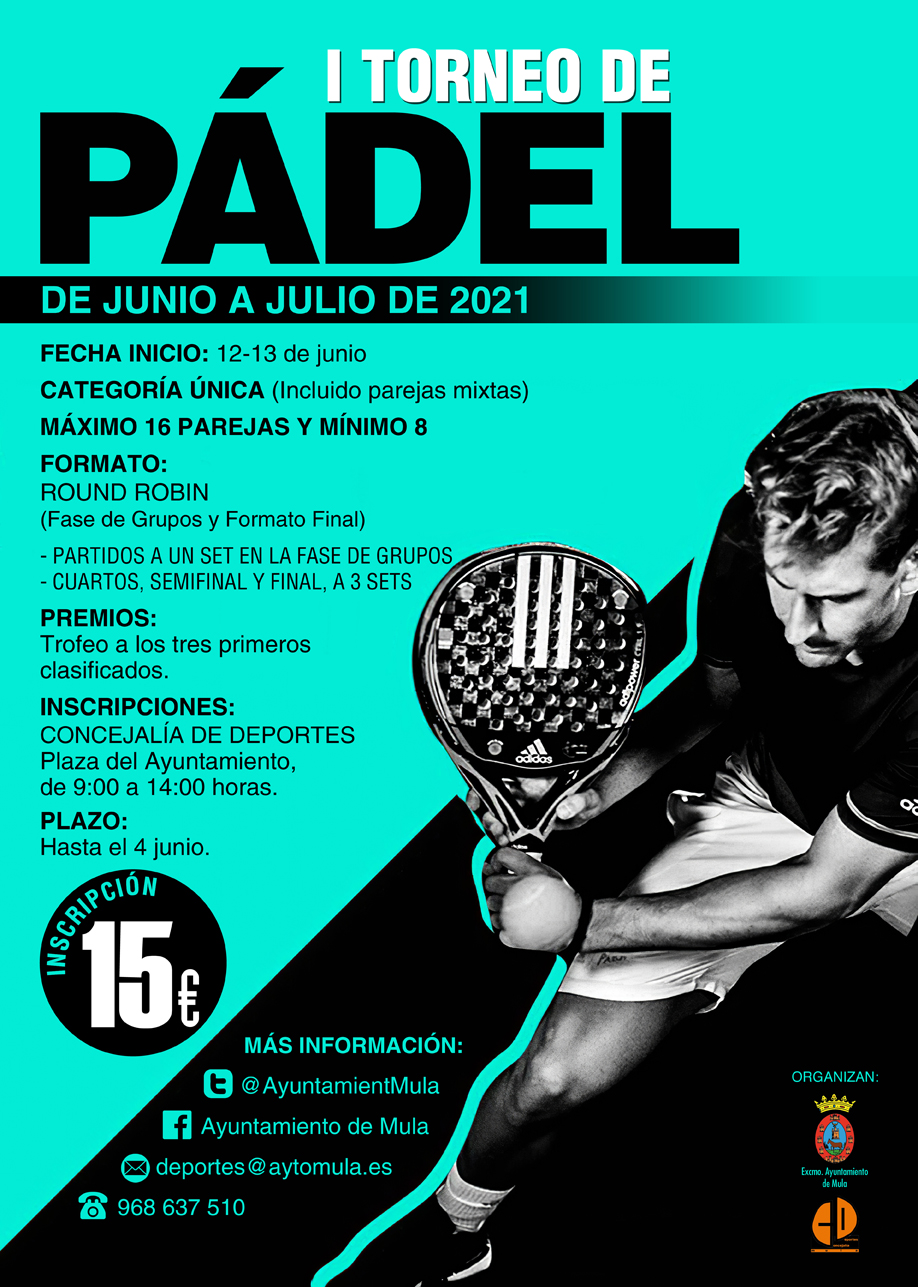 I TORNEO DE
PÁDEL
DE JUNIO A JULIO DE 2021
FECHA INICIO: 12-13 de junio
CATEGORÍA ÚNICA (Incluido parejas mixtas)
MÁXIMO 16 PAREJAS Y MÍNIMO 8
FORMATO:
ROUND ROBIN
(Fase de Grupos y Formato Final)
- PARTIDOS A UN SET EN LA FASE DE GRUPOS
- CUARTOS, SEMIFINAL Y FINAL, A 3 SETS
PREMIOS:
Trofeo a los tres primeros
clasificados.
INSCRIPCIONES:
CONCEJALÍA DE DEPORTES
Plaza del Ayuntamiento,
de 9:00 a 14:00 horas.
PLAZO:
Hasta el 4 junio.
INSCRIPCIÓN
15€
adipower CTRL
adidas
MÁS INFORMACIÓN:
@AyuntamientMula
Ayuntamiento de Mula
deportes@aytomula.es
968 637 510
ORGANIZAN:
Excmo. Ayuntamiento
de Mula